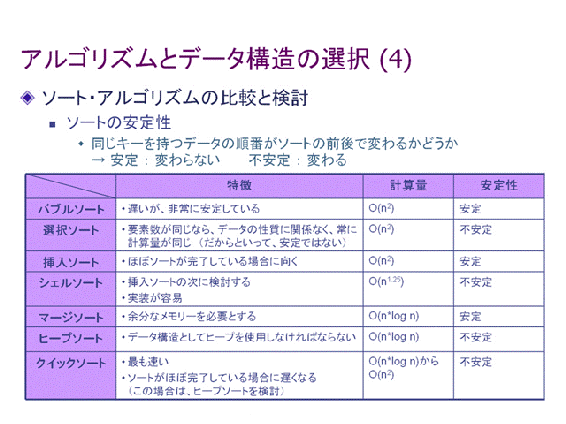 アルゴリズムとデータ構造の選択 (4)
ソート・アルゴリズムの比較と検討
ソートの安定性
同じキーを持つデータの順番がソートの前後で変わるかどうか
→ 安定 : 変わらない 不安定 : 変わる
特徴 計算量 安定性
バブルソート ・遅いが、非常に安定している O(n²) 安定
選択ソート ・要素数が同じなら、データの性質に関係なく、常に O(n²) 不安定
計算量が同じ (だからといって、安定ではない)
挿入ソート ・ほぼソートが完了している場合に向く O(n²) 安定
シェルソート ・挿入ソートの次に検討する O(n¹·²⁵) 不安定
・実装が容易
マージソート ・余分なメモリーを必要とする O(n*log n) 安定
ヒープソート ・データ構造としてヒープを使用しなければならない O(n*log n) 不安定
クイックソート ・最も速い O(n*log n)から 不安定
・ソートがほぼ完了している場合に遅くなる O(n²)
(この場合は、ヒープソートを検討)